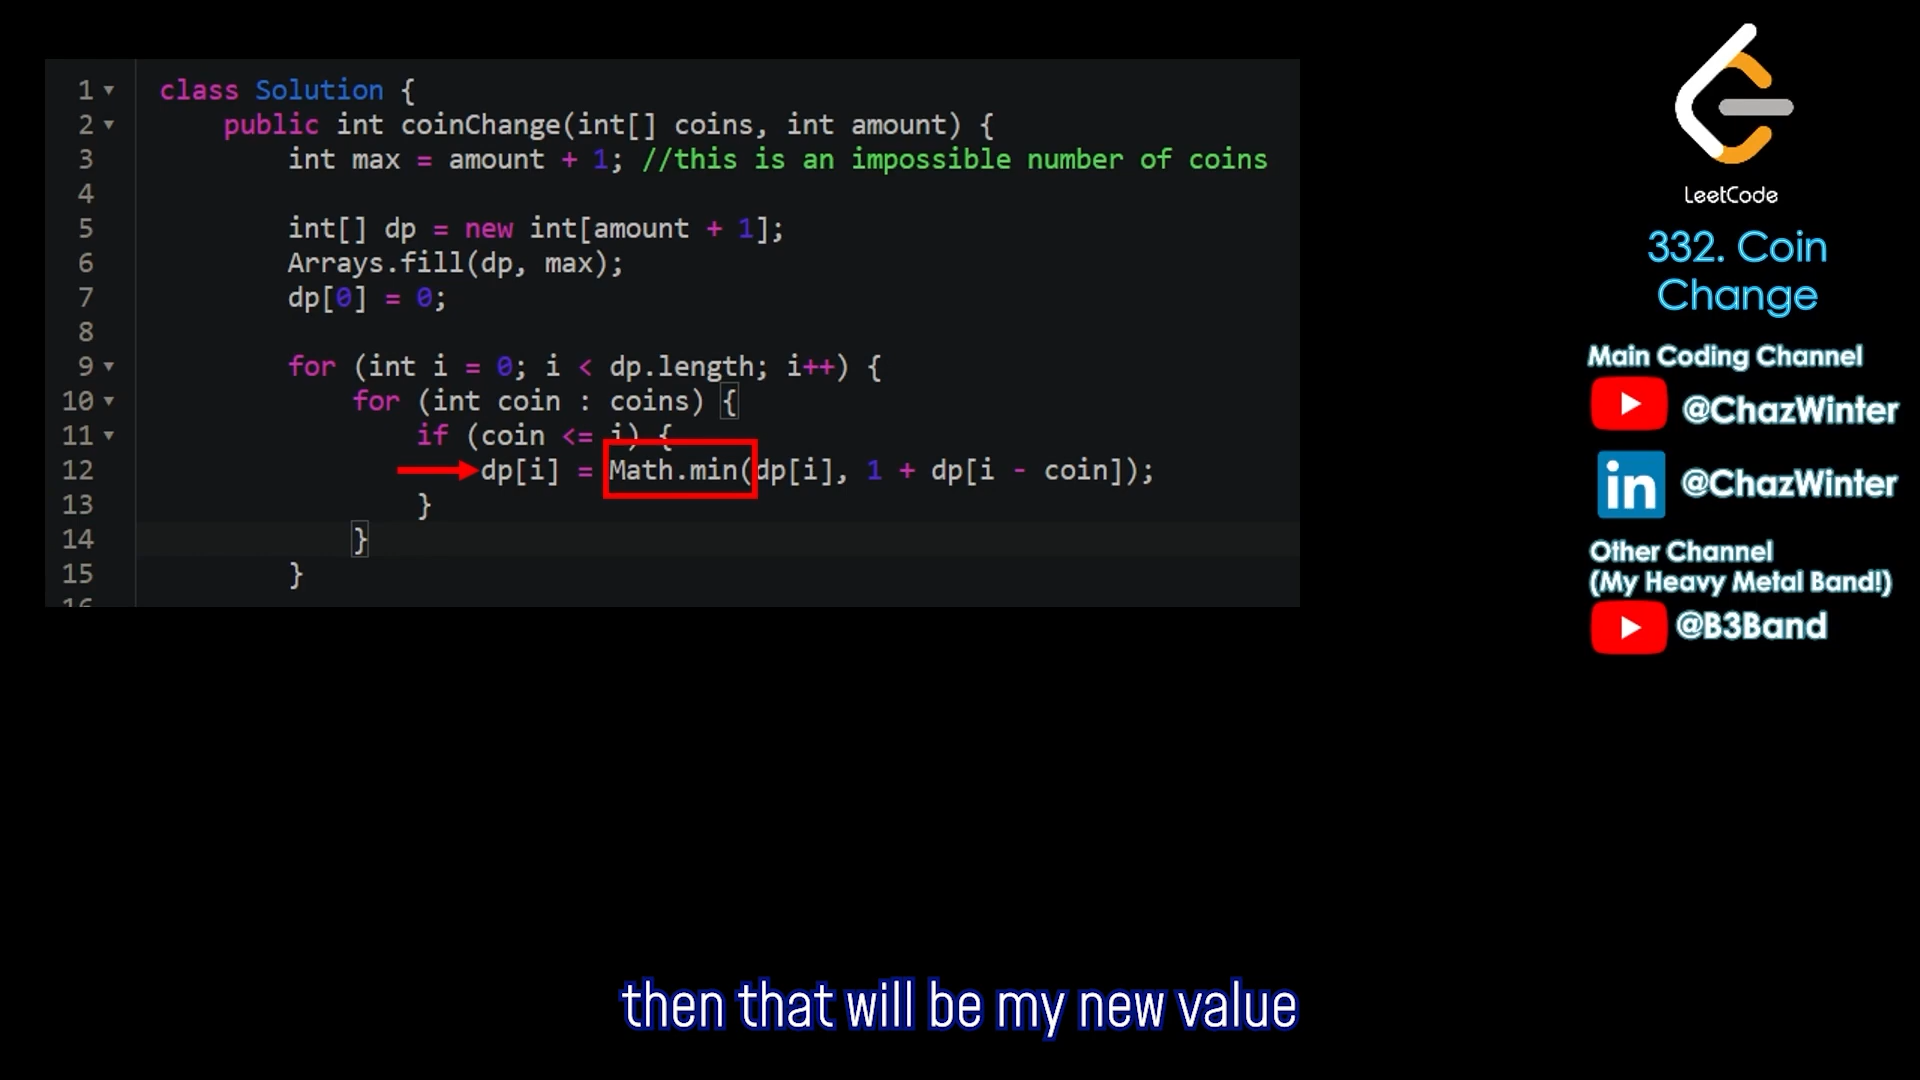 1 class Solution {
2 public int coinChange(int[] coins, int amount) {
3 int max = amount + 1; //this is an impossible number of coins
4
5 int[] dp = new int[amount + 1];
6 Arrays.fill(dp, max);
7 dp[0] = 0;
8
9 for (int i = 0; i < dp.length; i++) {
10 for (int coin : coins) {
11 if (coin <= i) {
12 dp[i] = Math.min(dp[i], 1 + dp[i - coin]);
13 }
14 }
15 }
16
LeetCode
332. Coin
Change
Main Coding Channel
@ChazWinter
in @ChazWinter
Other Channel
(My Heavy Metal Band!)
@B3Band
then that will be my new value